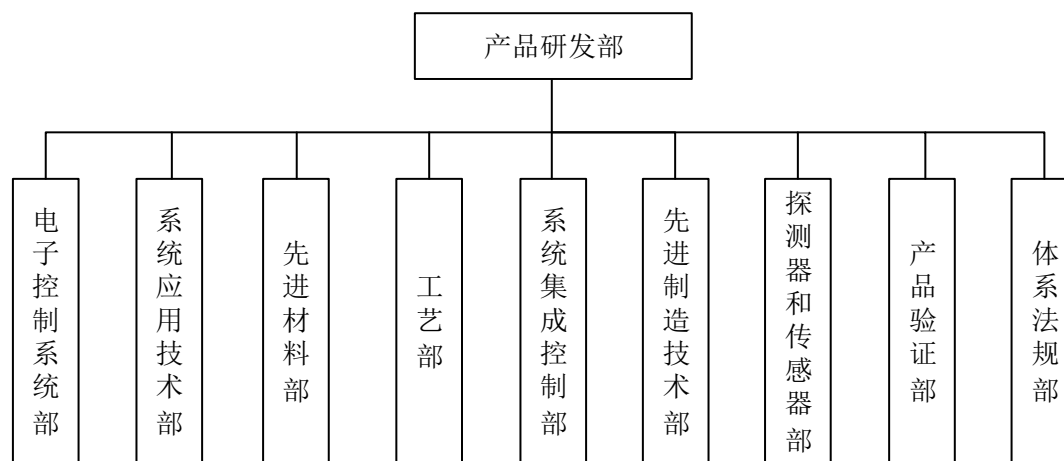 产品研发部
电子控制系统部
系统应用技术部
先进材料部
工艺部
系统集成控制部
先进制造技术部
探测器和传感器部
产品验证部
体系法规部